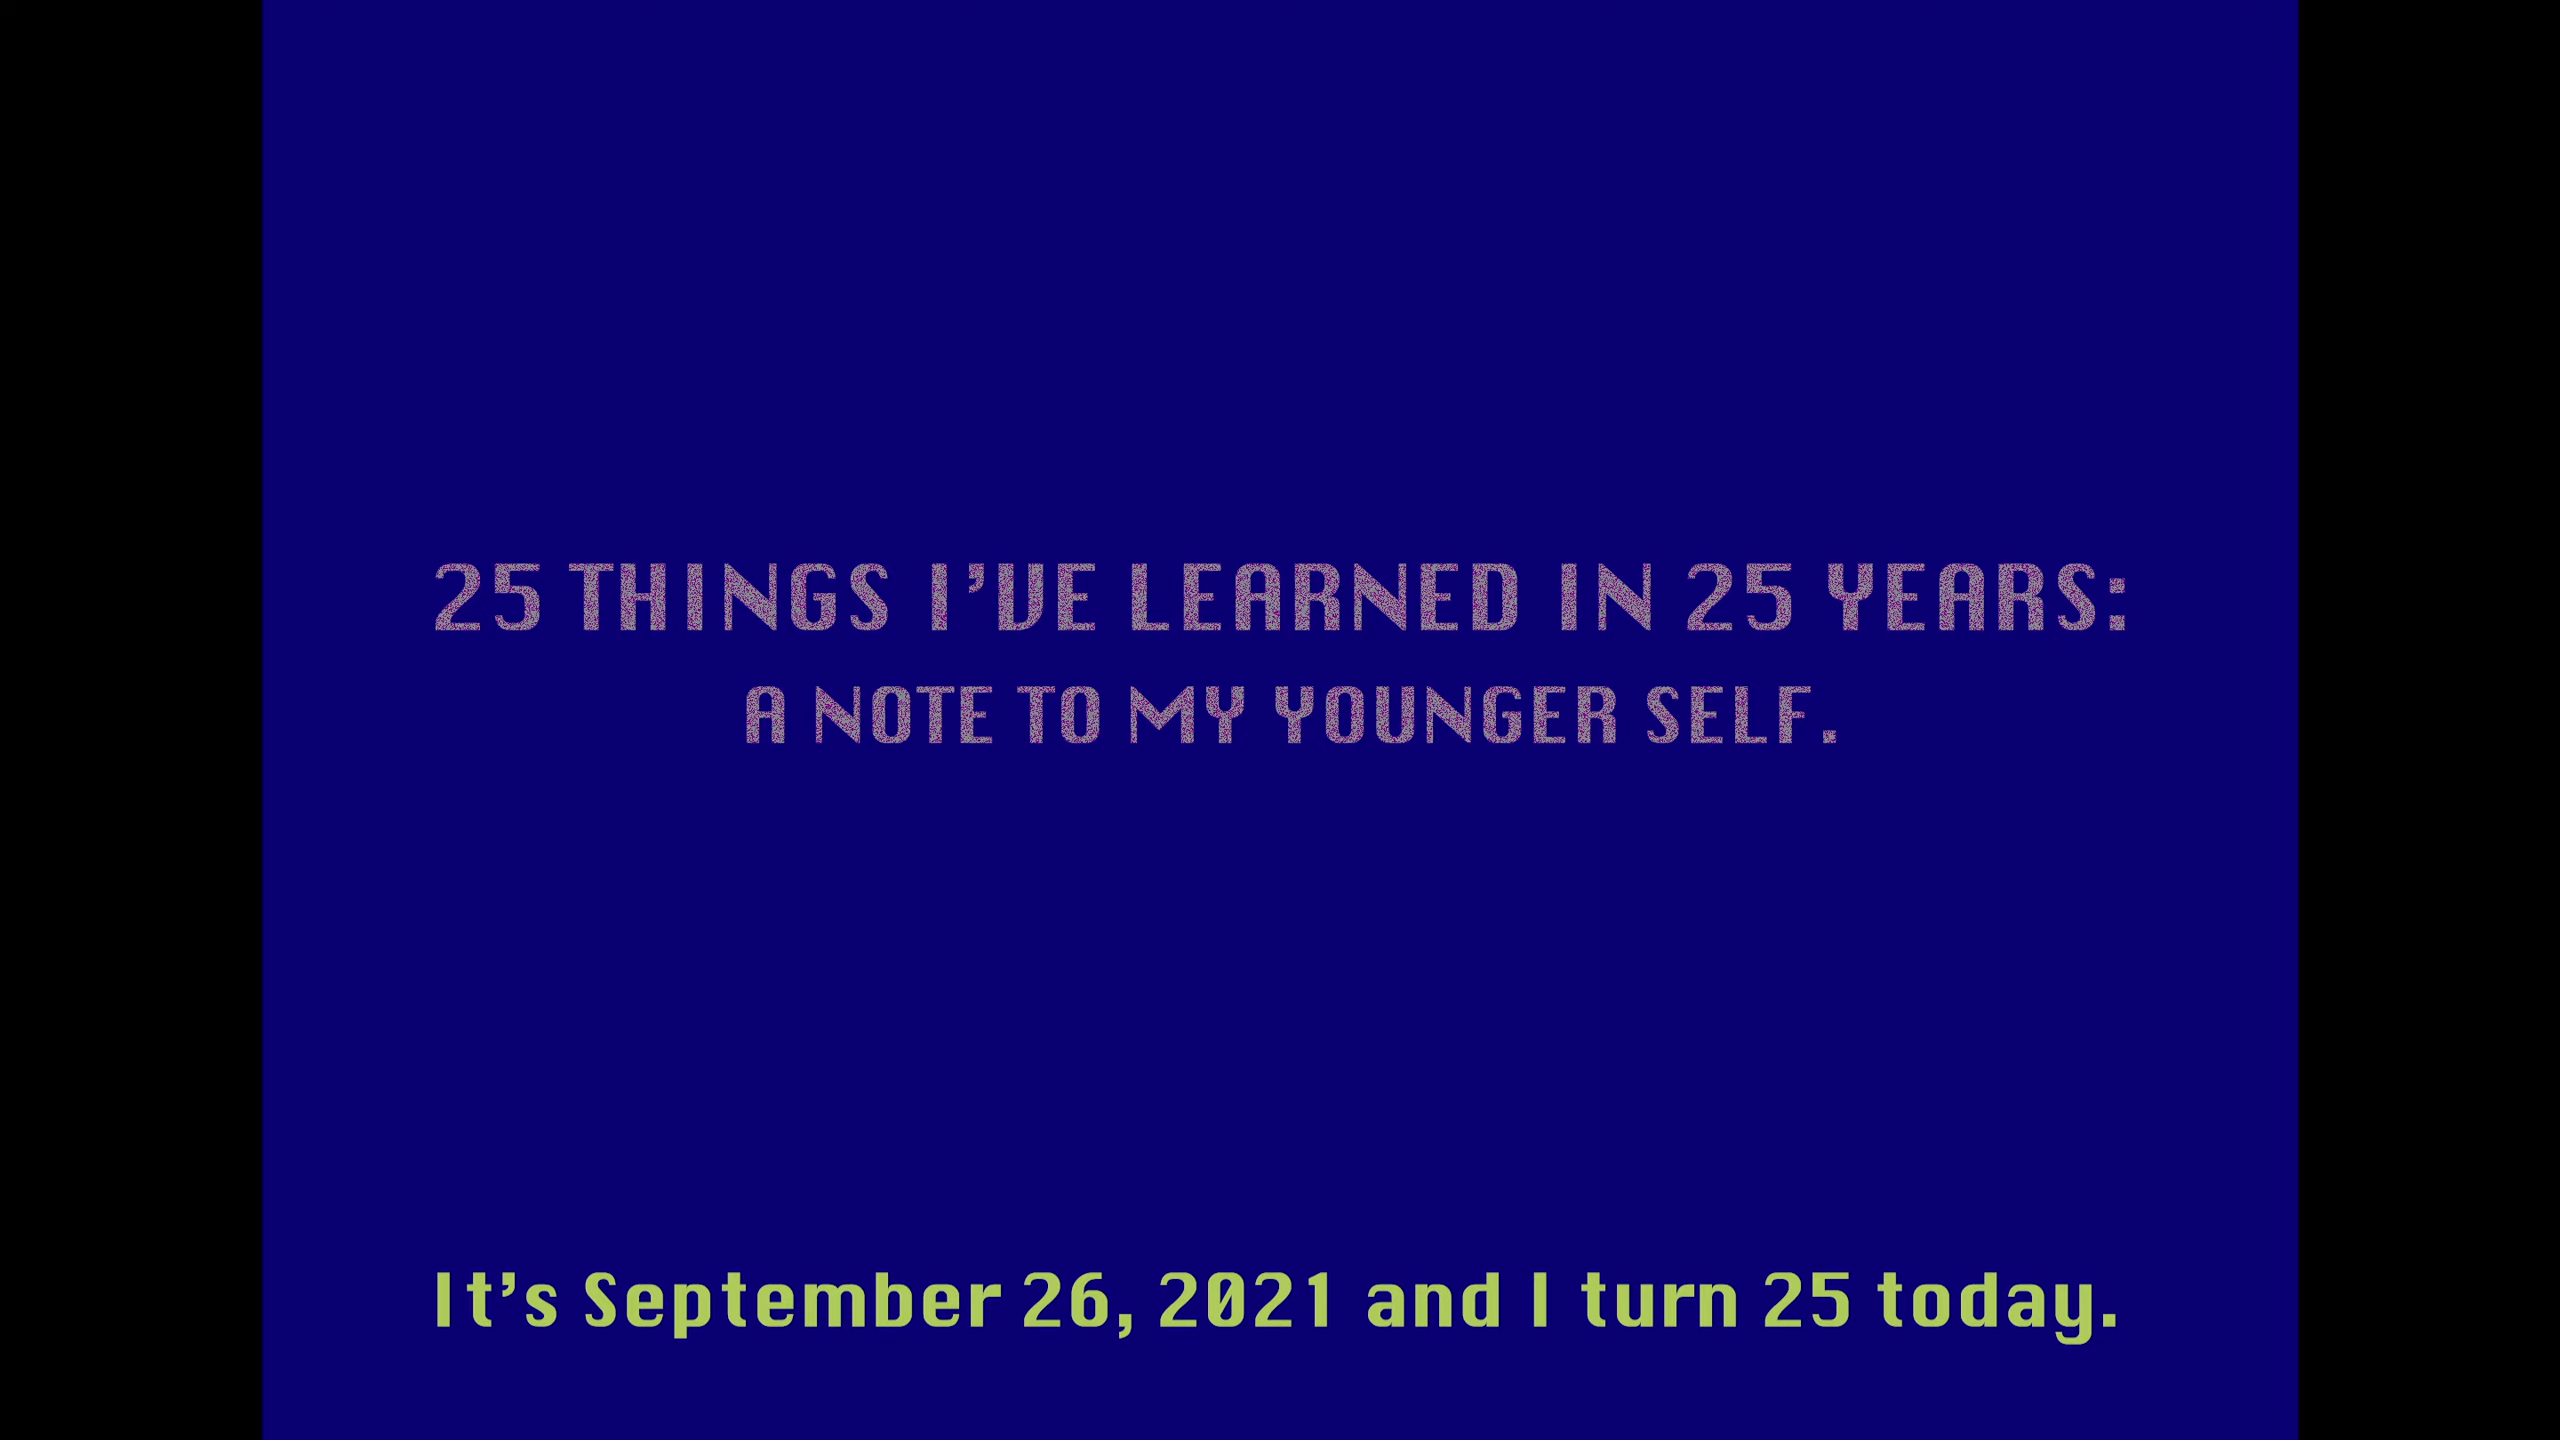 25 THINGS I’VE LEARNED IN 25 YEARS:
A NOTE TO MY YOUNGER SELF.
It’s September 26, 2021 and I turn 25 today.